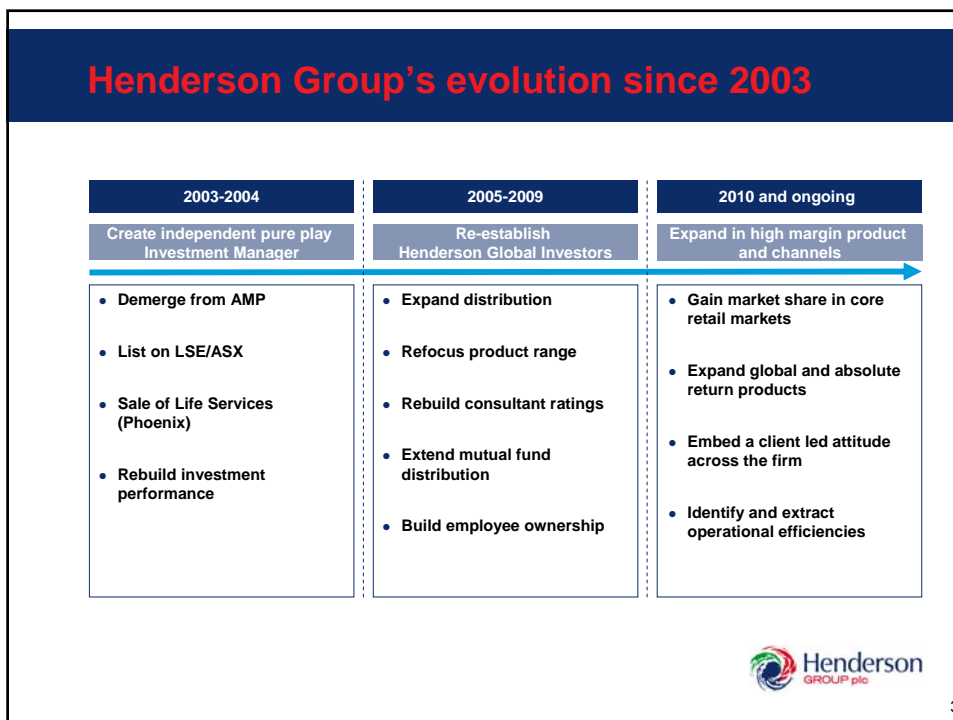 Henderson Group’s evolution since 2003
2003-2004
Create independent pure play
Investment Manager
• Demerge from AMP
• List on LSE/ASX
• Sale of Life Services
(Phoenix)
• Rebuild investment
performance
2005-2009
Re-establish
Henderson Global Investors
• Expand distribution
• Refocus product range
• Rebuild consultant ratings
• Extend mutual fund
distribution
• Build employee ownership
2010 and ongoing
Expand in high margin product
and channels
• Gain market share in core
retail markets
• Expand global and absolute
return products
• Embed a client led attitude
across the firm
• Identify and extract
operational efficiencies
Henderson
GROUP plc